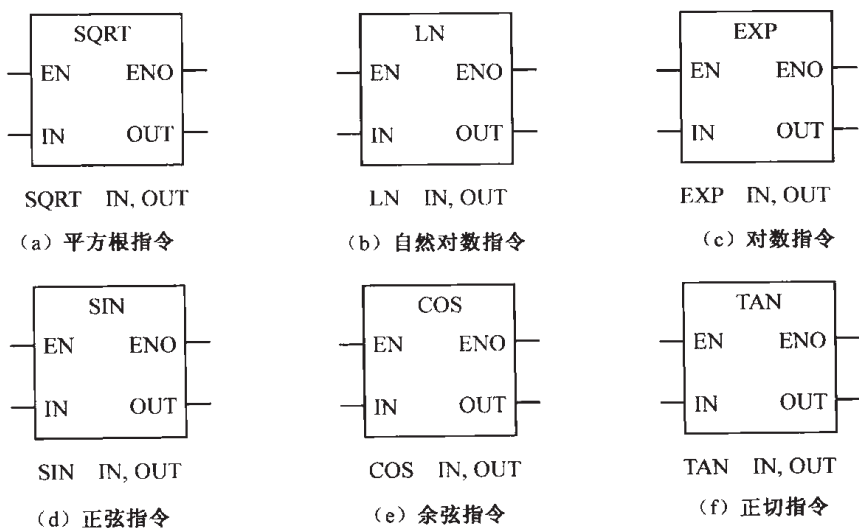 SQRT
EN ENO
IN OUT
SQRT IN, OUT
(a) 平方根指令
LN
EN ENO
IN OUT
LN IN, OUT
(b) 自然对数指令
EXP
EN ENO
IN OUT
EXP IN, OUT
(c) 对数指令
SIN
EN ENO
IN OUT
SIN IN, OUT
(d) 正弦指令
COS
EN ENO
IN OUT
COS IN, OUT
(e) 余弦指令
TAN
EN ENO
IN OUT
TAN IN, OUT
(f) 正切指令